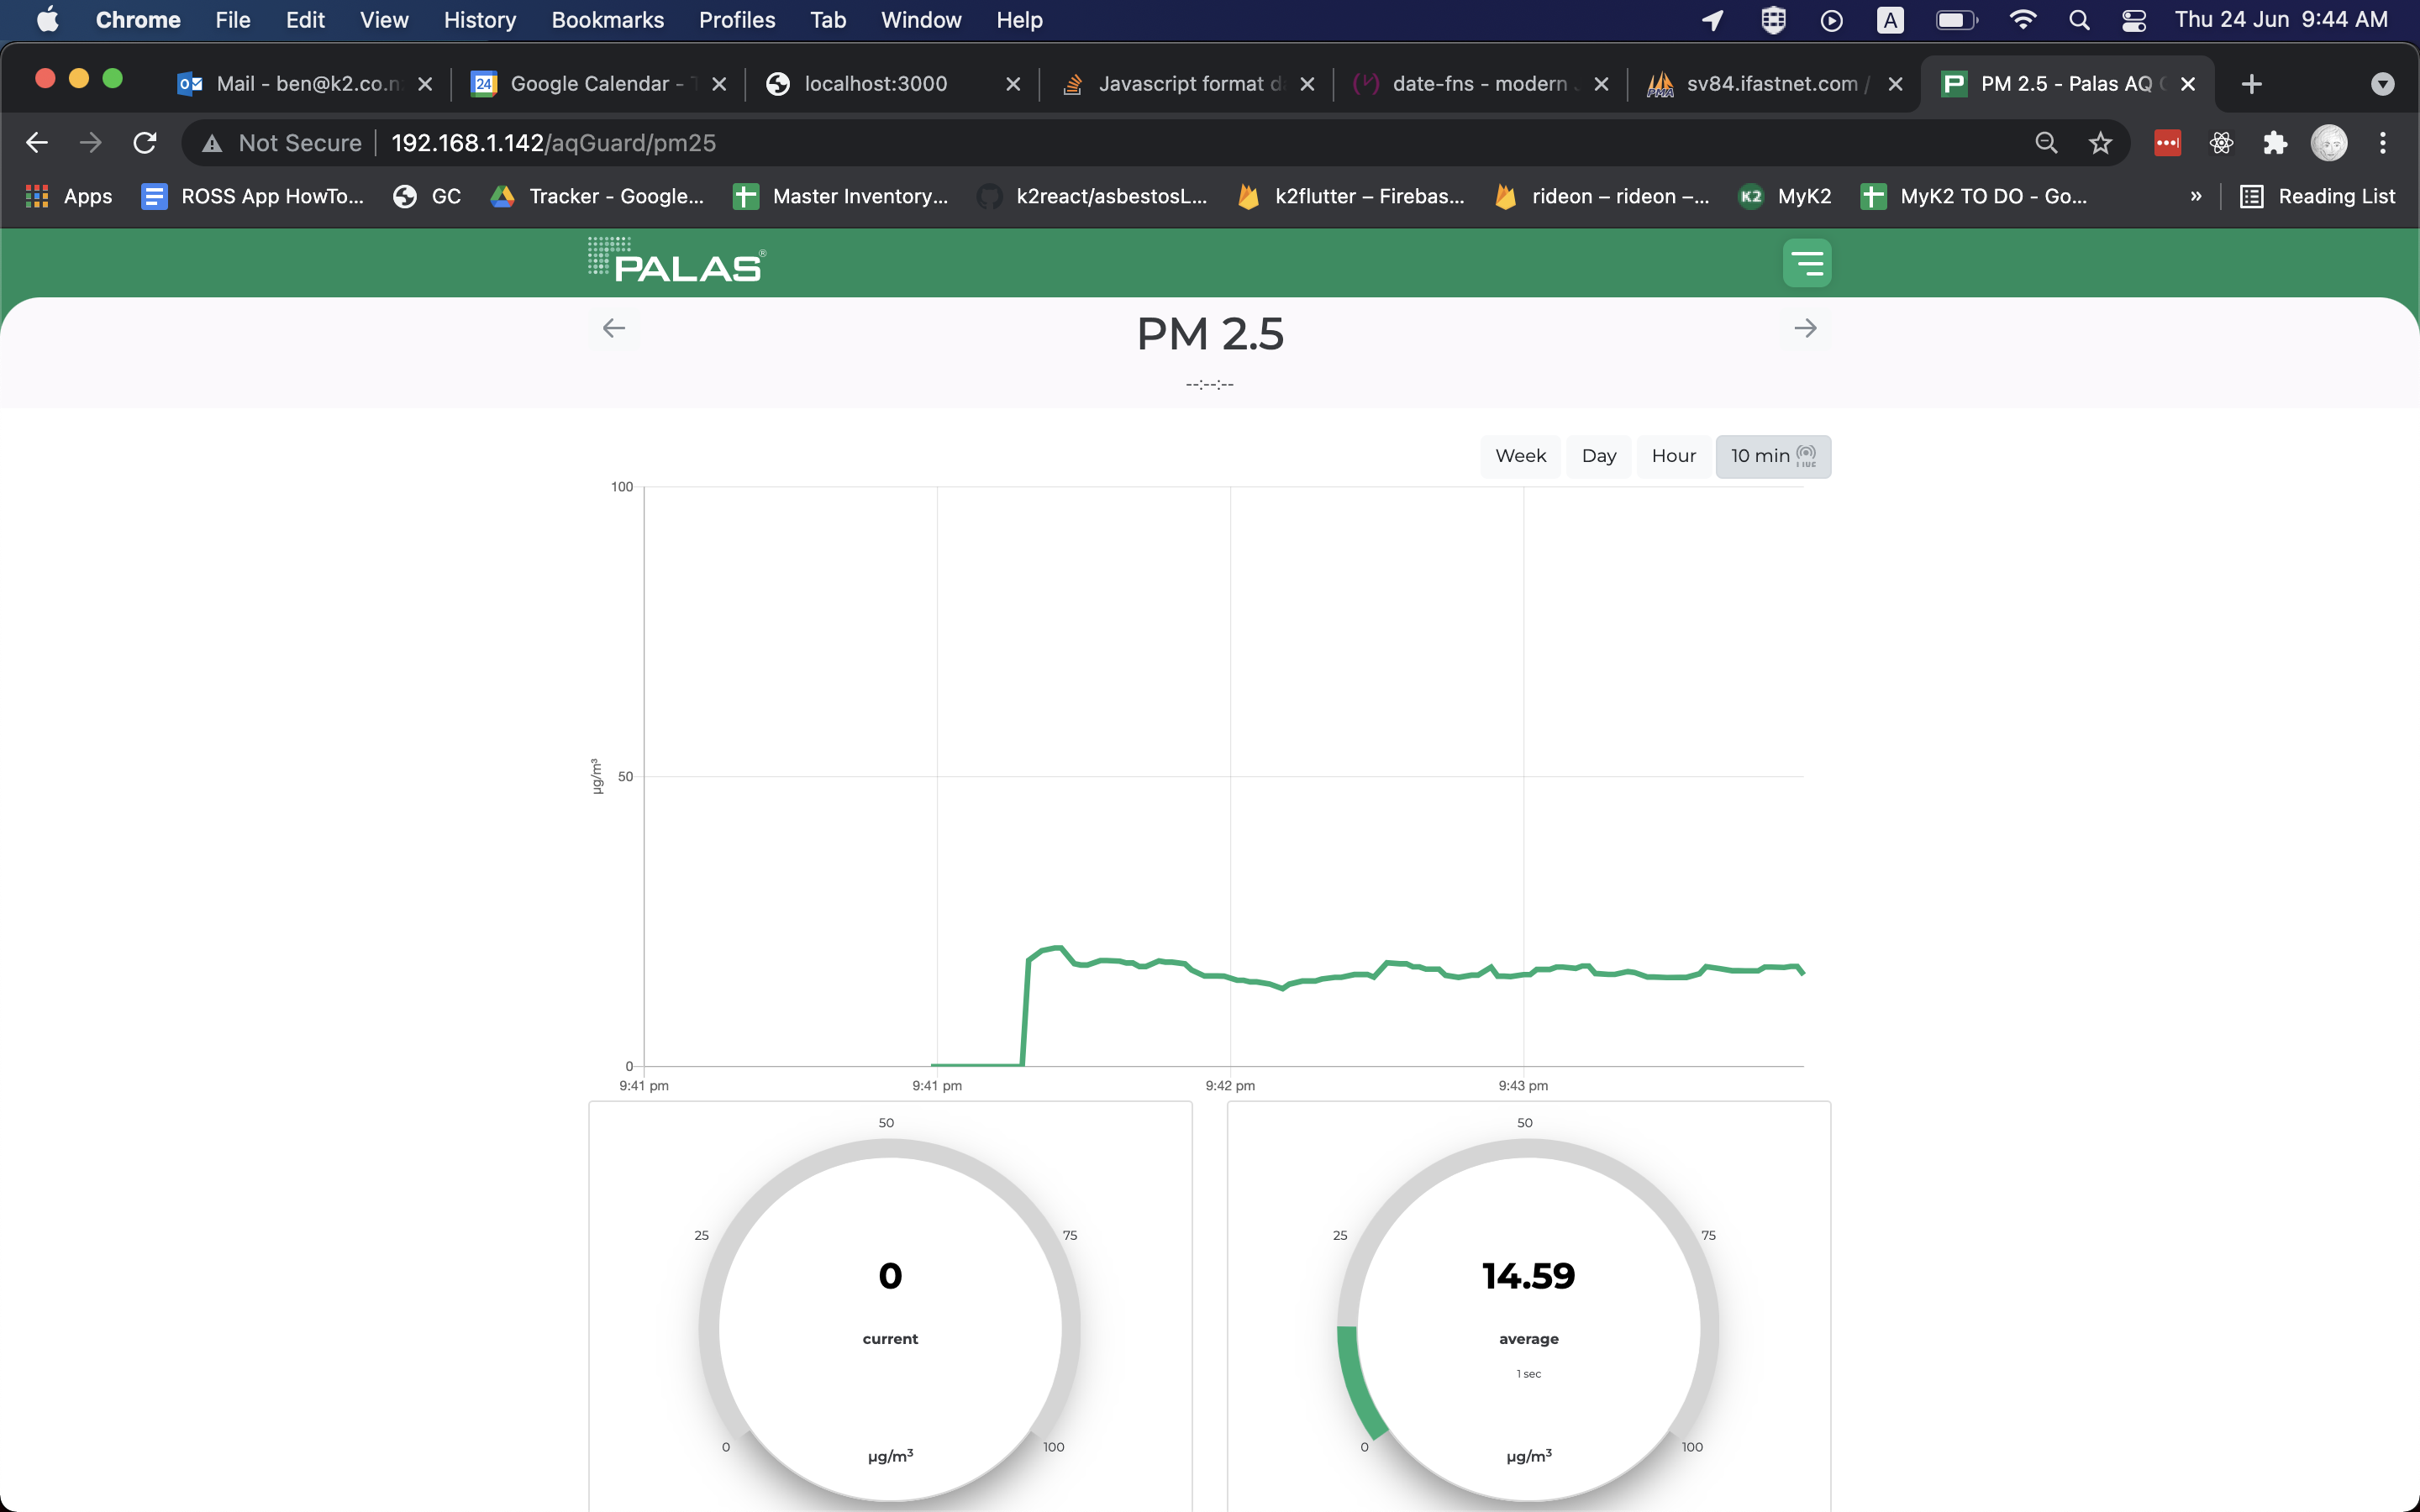 Chrome File Edit View History Bookmarks Profiles Tab Window Help A Thu 24 Jun 9:44 AM
Mail - ben@k2.co.n 24 Google Calendar - localhost:3000 Javascript format d date-fns - modern sv84.ifastnet.com / PM 2.5 - Palas AQ
Not Secure 192.168.1.142/aqGuard/pm25
Apps ROSS App HowTo... GC Tracker - Google... Master Inventory... k2react/asbestosL... k2flutter – Firebas... rideon – rideon –... K2 MyK2 MyK2 TO DO - Go... » Reading List
PALAS®
PM 2.5
--:--:--
Week Day Hour 10 min LIVE
100
50
0
µg/m³
9:41 pm 9:41 pm 9:42 pm 9:43 pm
50
25 75
0
current
0 100
µg/m³
50
25 75
14.59
average
1 sec
0 100
µg/m³